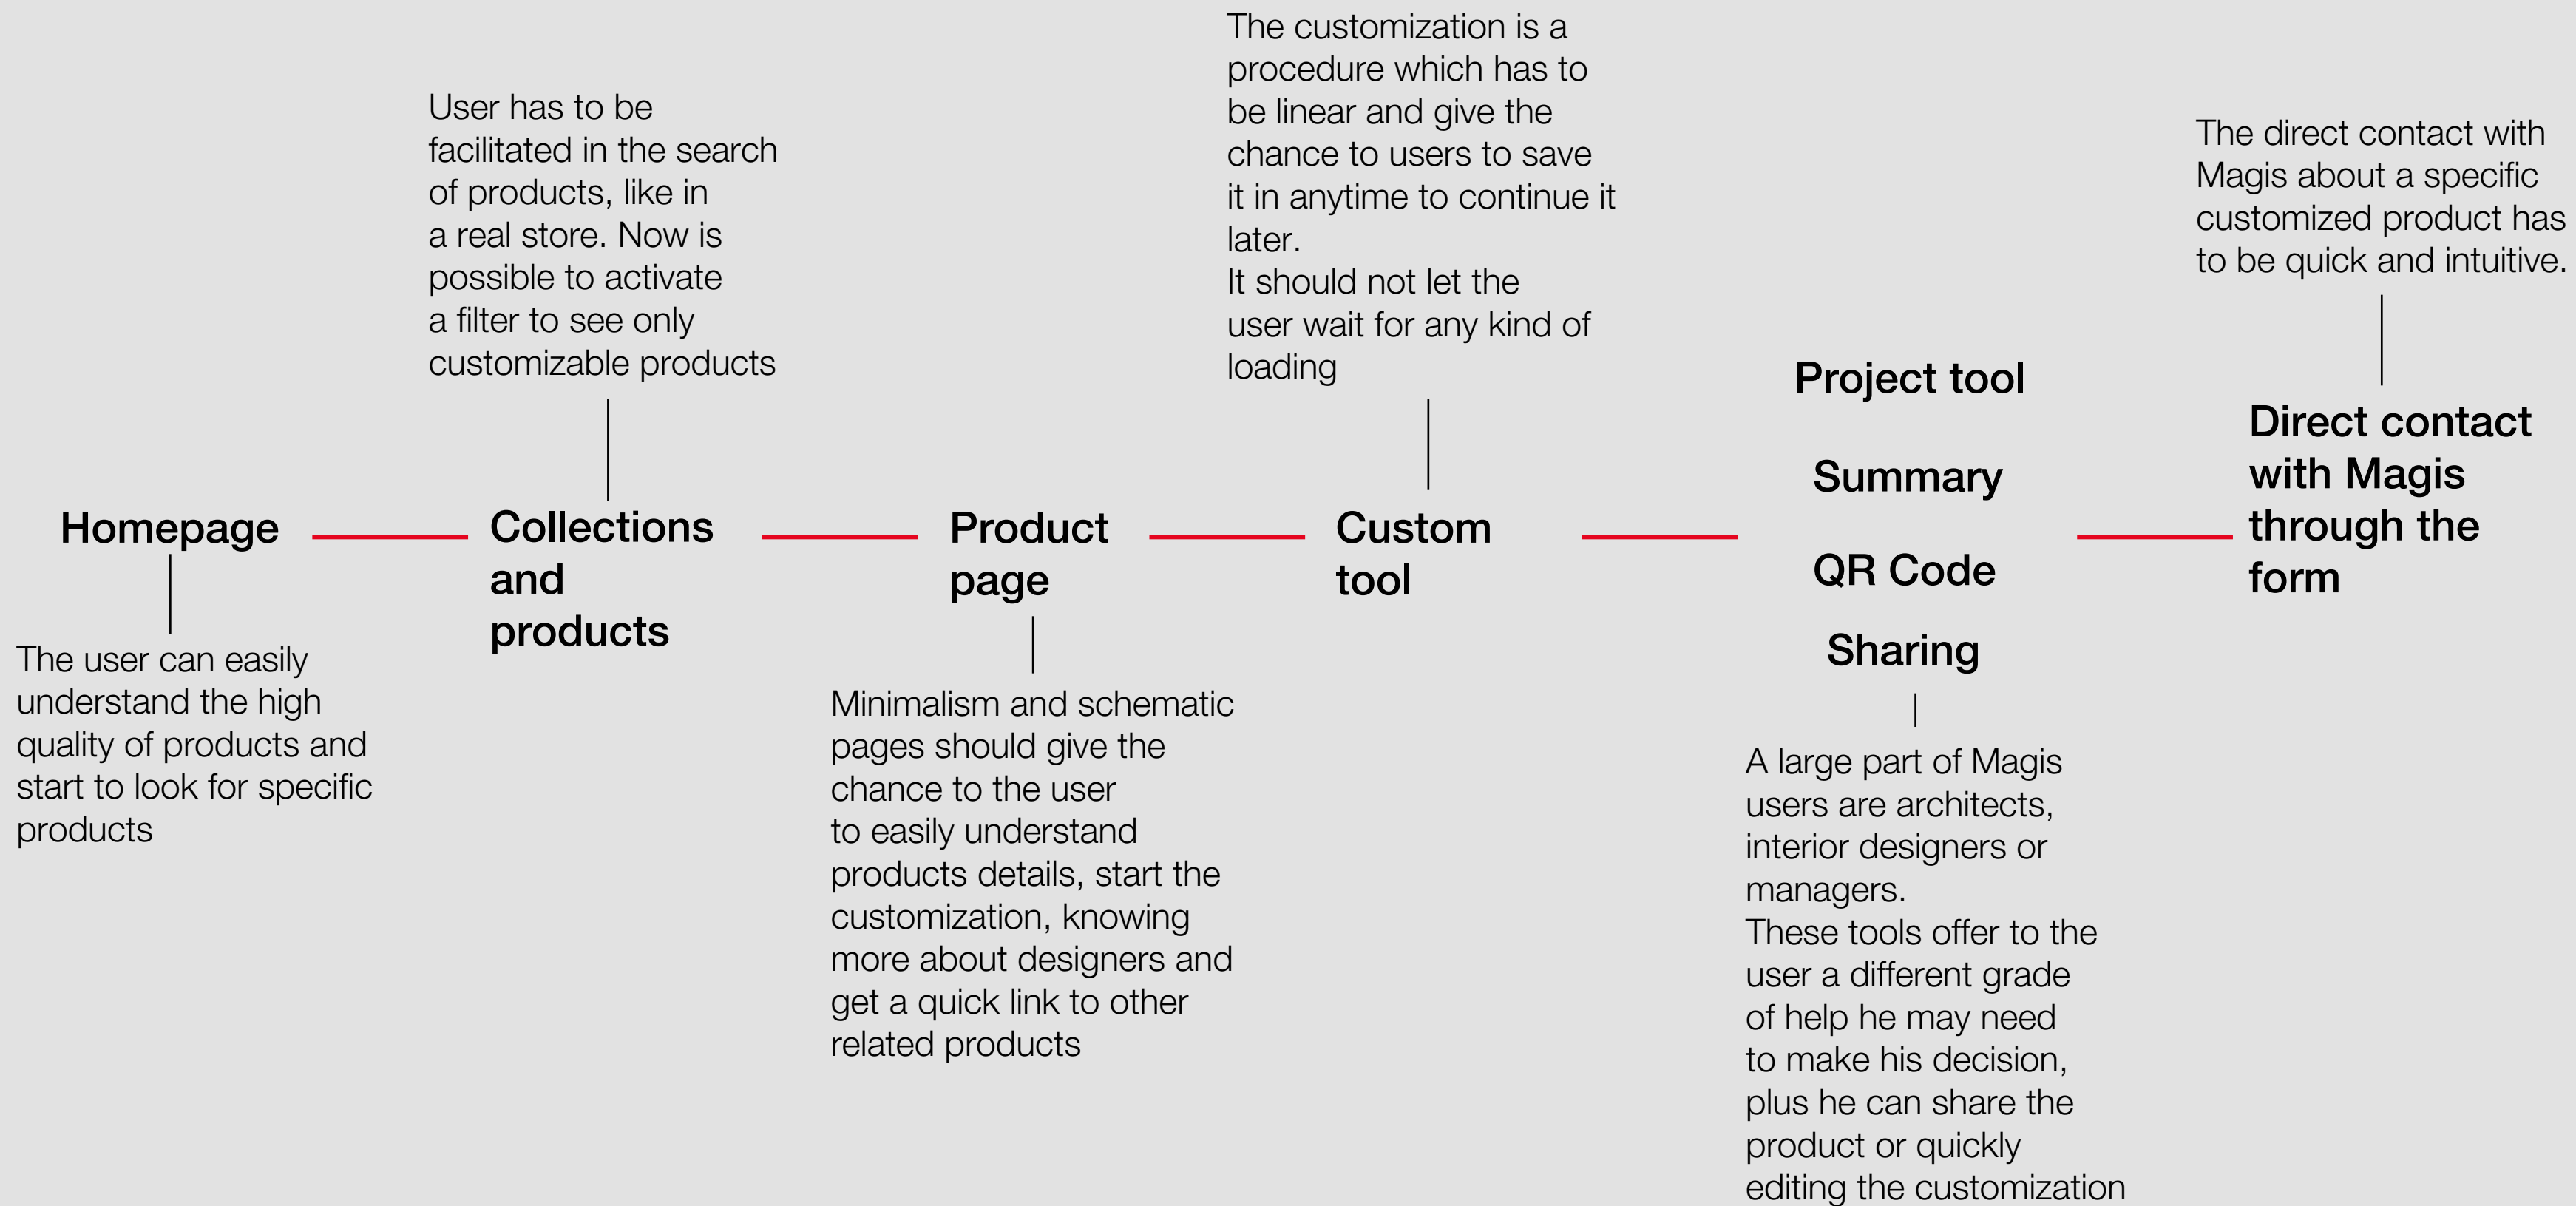 Homepage
The user can easily
understand the high
quality of products and
start to look for specific
products
User has to be
facilitated in the search
of products, like in
a real store. Now is
possible to activate
a filter to see only
customizable products
Collections
and
products
Product
page
Minimalism and schematic
pages should give the
chance to the user
to easily understand
products details, start the
customization, knowing
more about designers and
get a quick link to other
related products
The customization is a
procedure which has to
be linear and give the
chance to users to save
it in anytime to continue it
later.
It should not let the
user wait for any kind of
loading
Custom
tool
Project tool
Summary
QR Code
Sharing
A large part of Magis
users are architects,
interior designers or
managers.
These tools offer to the
user a different grade
of help he may need
to make his decision,
plus he can share the
product or quickly
editing the customization
The direct contact with
Magis about a specific
customized product has
to be quick and intuitive.
Direct contact
with Magis
through the
form